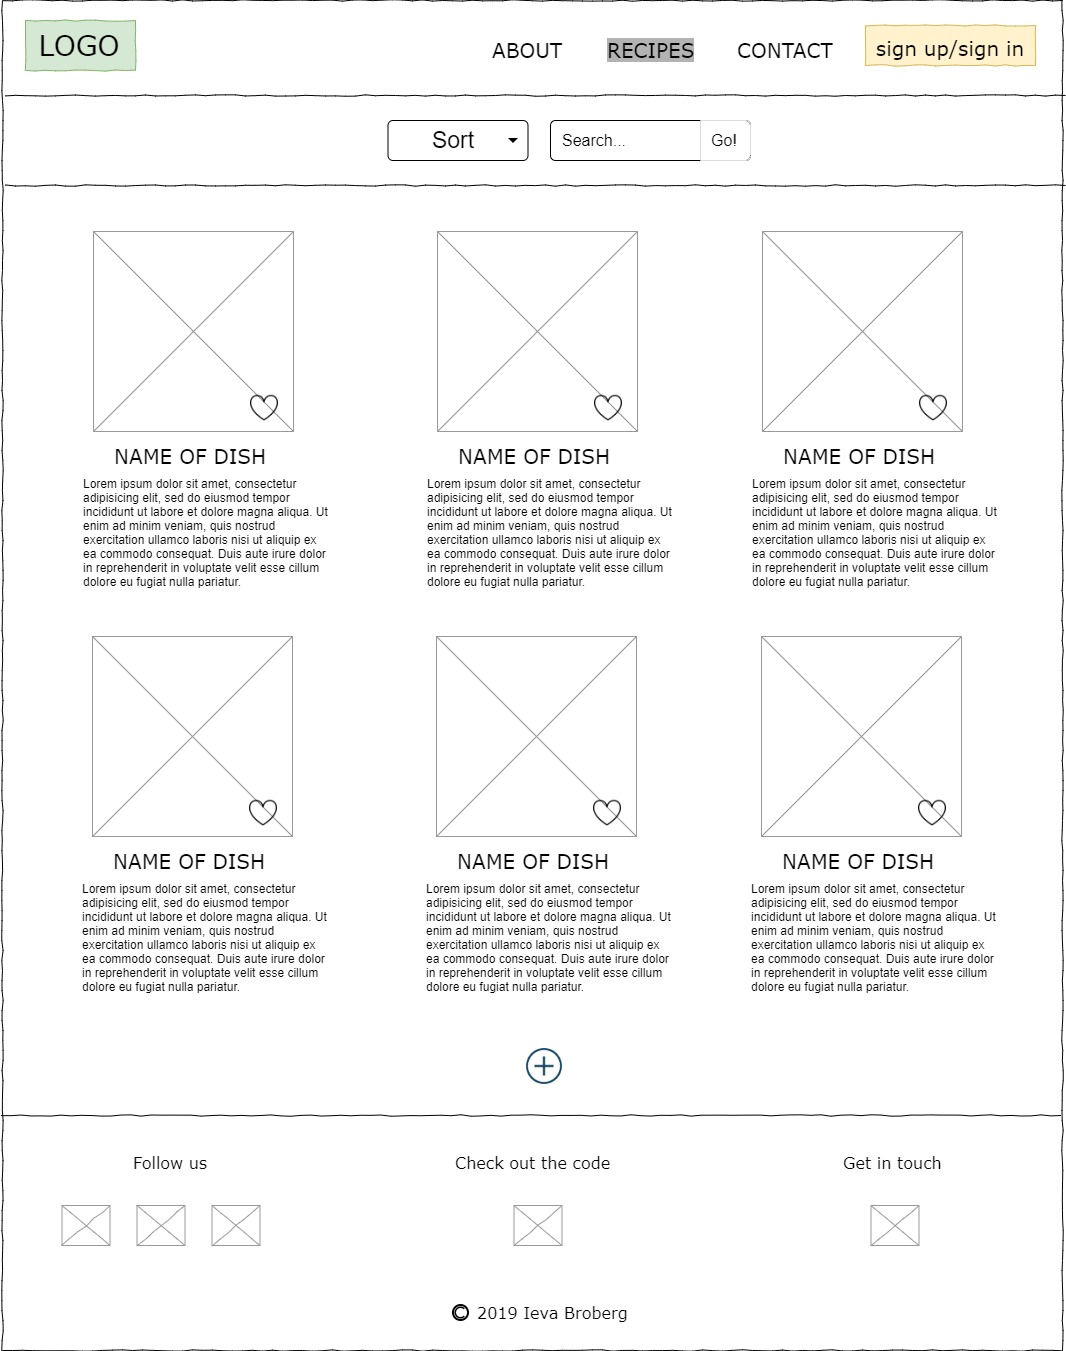 LOGO
ABOUT RECIPES CONTACT sign up/sign in
Sort Search... Go!
NAME OF DISH
Lorem ipsum dolor sit amet, consectetur
adipisicing elit, sed do eiusmod tempor
incididunt ut labore et dolore magna aliqua. Ut
enim ad minim veniam, quis nostrud
exercitation ullamco laboris nisi ut aliquip ex
ea commodo consequat. Duis aute irure dolor
in reprehenderit in voluptate velit esse cillum
dolore eu fugiat nulla pariatur.
NAME OF DISH
Lorem ipsum dolor sit amet, consectetur
adipisicing elit, sed do eiusmod tempor
incididunt ut labore et dolore magna aliqua. Ut
enim ad minim veniam, quis nostrud
exercitation ullamco laboris nisi ut aliquip ex
ea commodo consequat. Duis aute irure dolor
in reprehenderit in voluptate velit esse cillum
dolore eu fugiat nulla pariatur.
NAME OF DISH
Lorem ipsum dolor sit amet, consectetur
adipisicing elit, sed do eiusmod tempor
incididunt ut labore et dolore magna aliqua. Ut
enim ad minim veniam, quis nostrud
exercitation ullamco laboris nisi ut aliquip ex
ea commodo consequat. Duis aute irure dolor
in reprehenderit in voluptate velit esse cillum
dolore eu fugiat nulla pariatur.
NAME OF DISH
Lorem ipsum dolor sit amet, consectetur
adipisicing elit, sed do eiusmod tempor
incididunt ut labore et dolore magna aliqua. Ut
enim ad minim veniam, quis nostrud
exercitation ullamco laboris nisi ut aliquip ex
ea commodo consequat. Duis aute irure dolor
in reprehenderit in voluptate velit esse cillum
dolore eu fugiat nulla pariatur.
NAME OF DISH
Lorem ipsum dolor sit amet, consectetur
adipisicing elit, sed do eiusmod tempor
incididunt ut labore et dolore magna aliqua. Ut
enim ad minim veniam, quis nostrud
exercitation ullamco laboris nisi ut aliquip ex
ea commodo consequat. Duis aute irure dolor
in reprehenderit in voluptate velit esse cillum
dolore eu fugiat nulla pariatur.
NAME OF DISH
Lorem ipsum dolor sit amet, consectetur
adipisicing elit, sed do eiusmod tempor
incididunt ut labore et dolore magna aliqua. Ut
enim ad minim veniam, quis nostrud
exercitation ullamco laboris nisi ut aliquip ex
ea commodo consequat. Duis aute irure dolor
in reprehenderit in voluptate velit esse cillum
dolore eu fugiat nulla pariatur.
Follow us
Check out the code
Get in touch
© 2019 Ieva Broberg